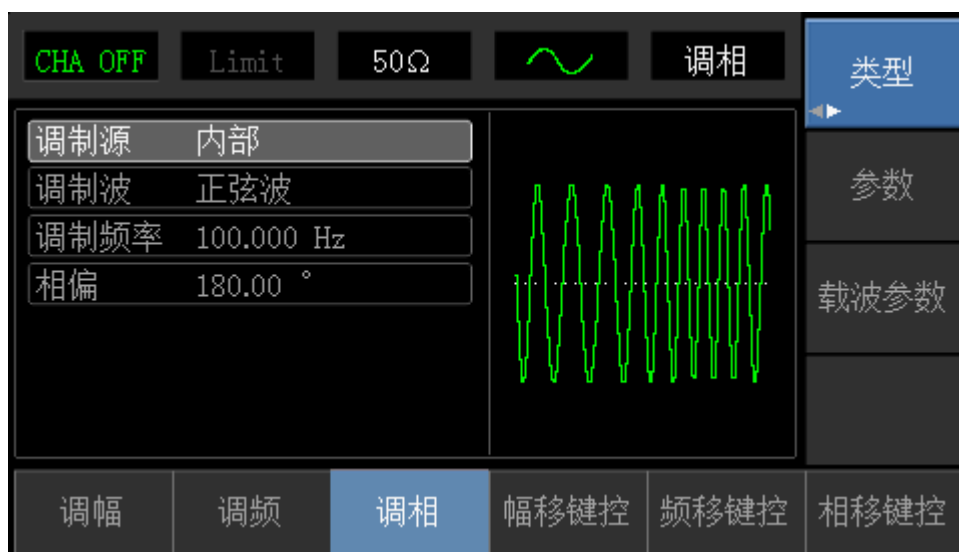 CHA OFF Limit 50Ω 调相 类型
调制源 内部
调制波 正弦波
调制频率 100.000 Hz
相偏 180.00 °
参数
载波参数
调幅 调频 调相 幅移键控 频移键控 相移键控